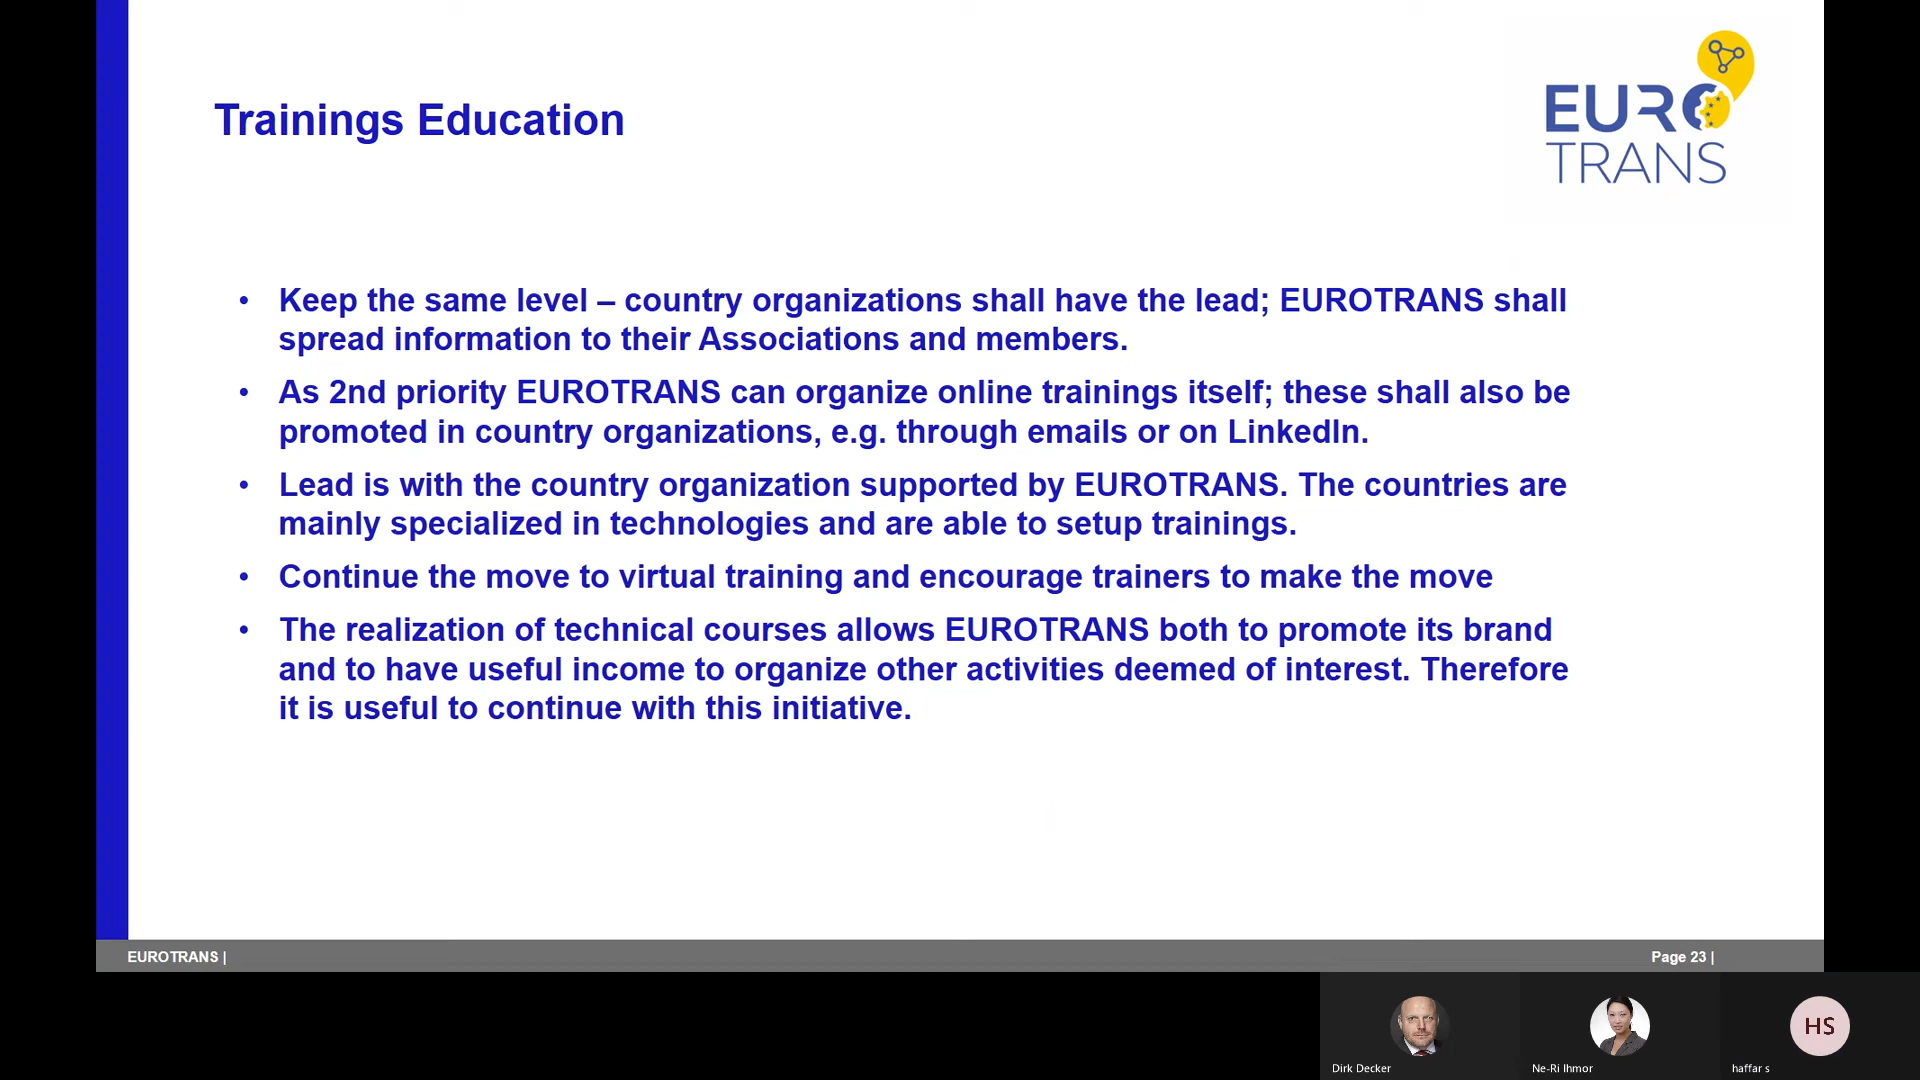 EURO
TRANS
Trainings Education
• Keep the same level – country organizations shall have the lead; EUROTRANS shall
spread information to their Associations and members.
• As 2nd priority EUROTRANS can organize online trainings itself; these shall also be
promoted in country organizations, e.g. through emails or on LinkedIn.
• Lead is with the country organization supported by EUROTRANS. The countries are
mainly specialized in technologies and are able to setup trainings.
• Continue the move to virtual training and encourage trainers to make the move
• The realization of technical courses allows EUROTRANS both to promote its brand
and to have useful income to organize other activities deemed of interest. Therefore
it is useful to continue with this initiative.
EUROTRANS |
Page 23 |
HS
Dirk Decker
Ne-Ri Ihmor
haffar s